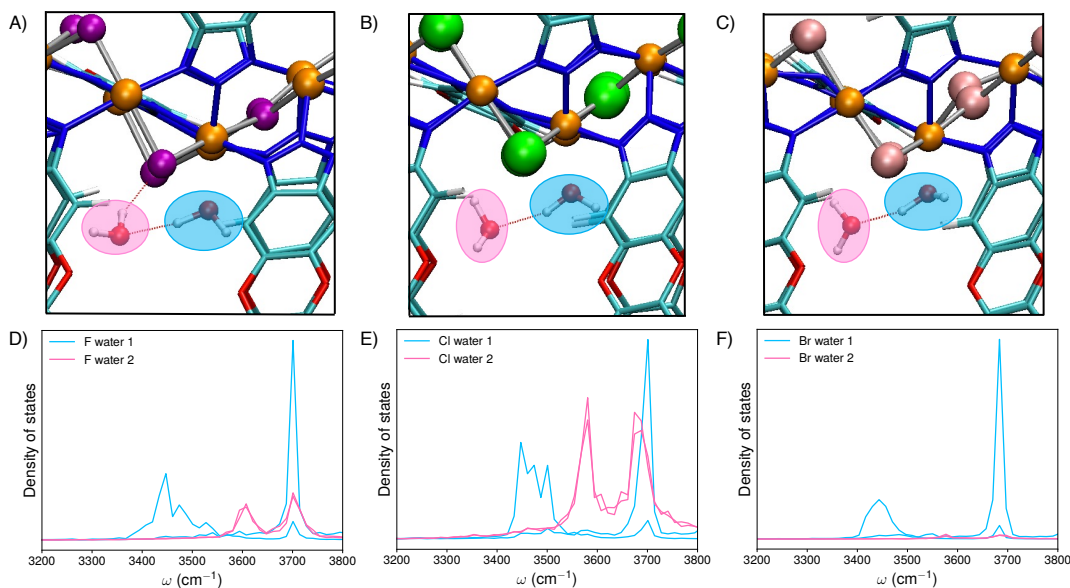 A)
B)
C)
D)
F water 1
F water 2
Density of states
3200 3300 3400 3500 3600 3700 3800
ω (cm⁻¹)
E)
Cl water 1
Cl water 2
Density of states
3200 3300 3400 3500 3600 3700 3800
ω (cm⁻¹)
F)
Br water 1
Br water 2
Density of states
3200 3300 3400 3500 3600 3700 3800
ω (cm⁻¹)